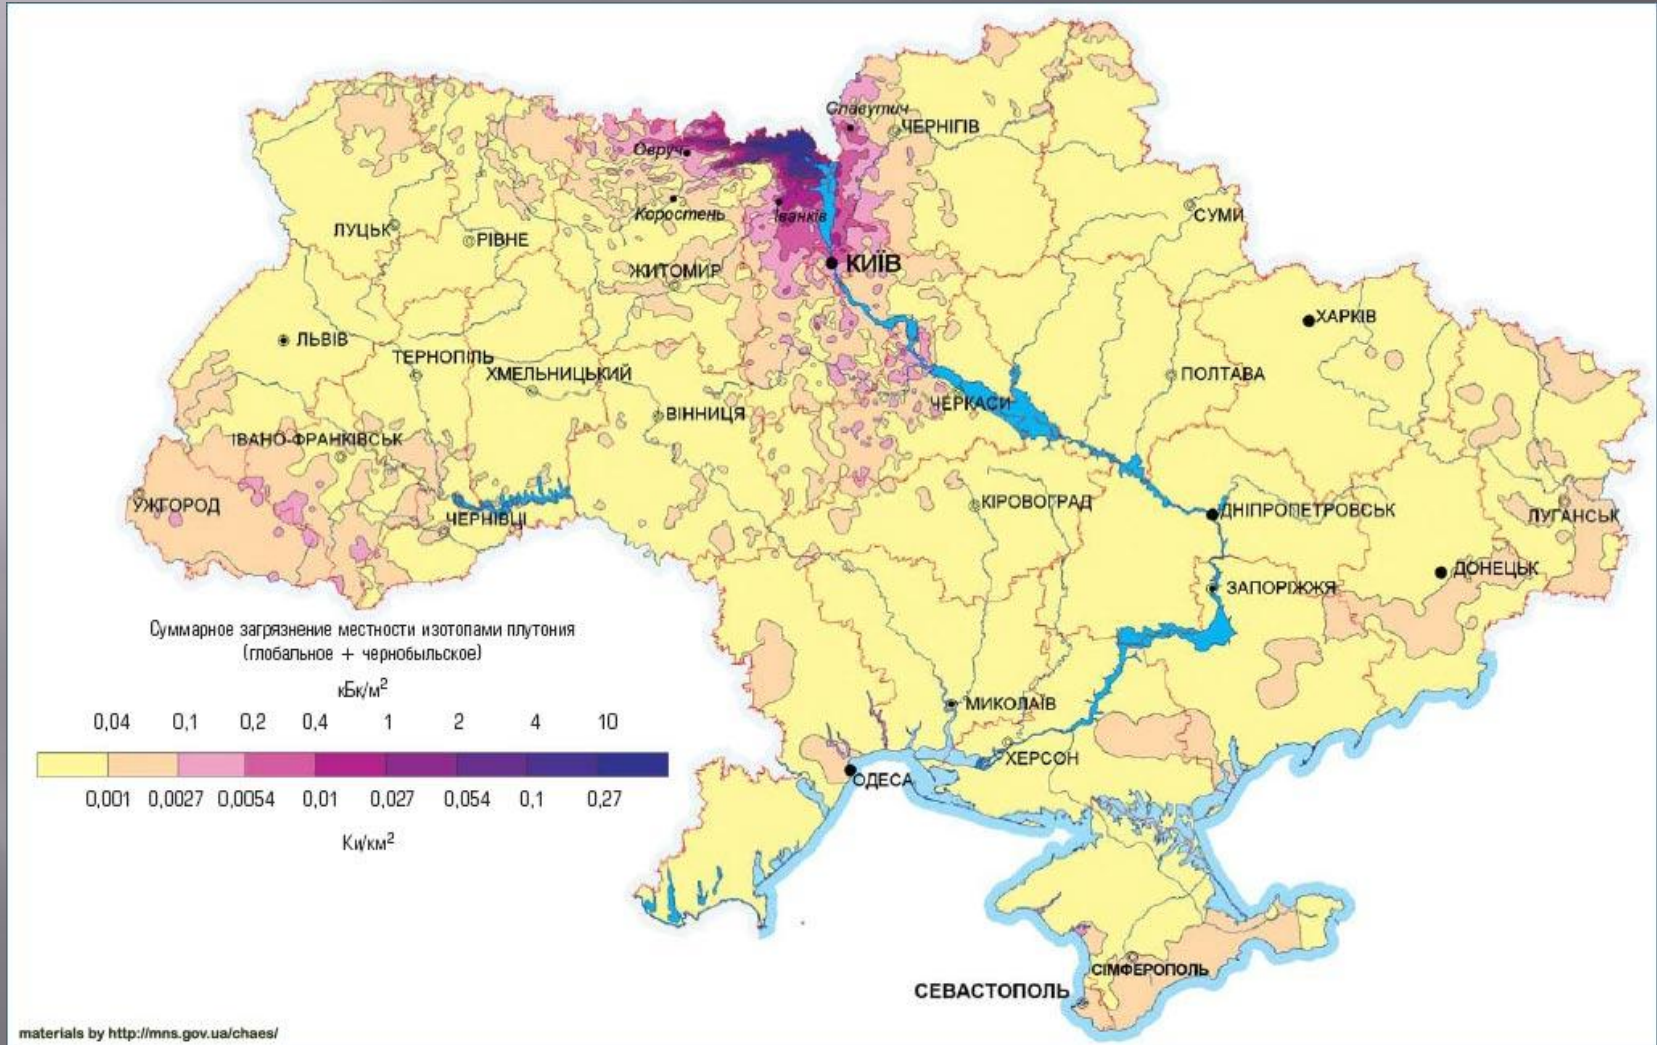 Славутич
ЧЕРНІГІВ
Овруч
Коростень
Іванків
СУМИ
ЛУЦЬК
РІВНЕ
ЖИТОМИР
КИЇВ
ХАРКІВ
ЛЬВІВ
ТЕРНОПІЛЬ
ХМЕЛЬНИЦЬКИЙ
ПОЛТАВА
ВІННИЦЯ
ЧЕРКАСИ
ІВАНО-ФРАНКІВСЬК
УЖГОРОД
ЧЕРНІВЦІ
КІРОВОГРАД
ДНІПРОПЕТРОВСЬК
ЛУГАНСЬК
ДОНЕЦЬК
ЗАПОРІЖЖЯ
Суммарное загрязнение местности изотопами плутония
(глобальное + чернобыльское)
кБк/м²
0,04 0,1 0,2 0,4 1 2 4 10
0,001 0,0027 0,0054 0,01 0,027 0,054 0,1 0,27
Ки/км²
МИКОЛАЇВ
ХЕРСОН
ОДЕСА
СІМФЕРОПОЛЬ
СЕВАСТОПОЛЬ
materials by http://mns.gov.ua/chaes/